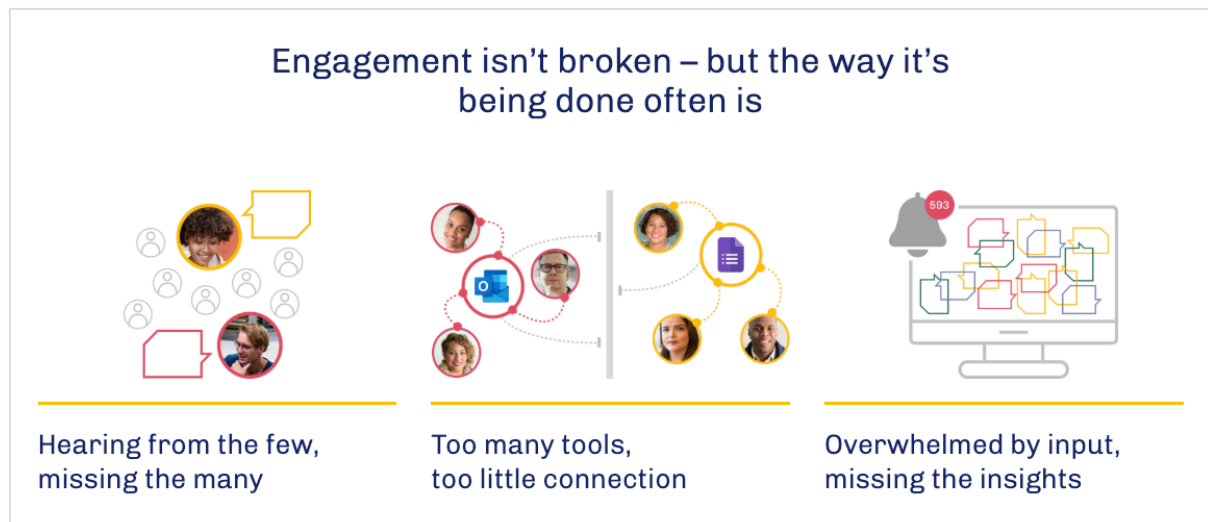 Engagement isn’t broken – but the way it’s
being done often is
593
O
Hearing from the few,
missing the many
Too many tools,
too little connection
Overwhelmed by input,
missing the insights